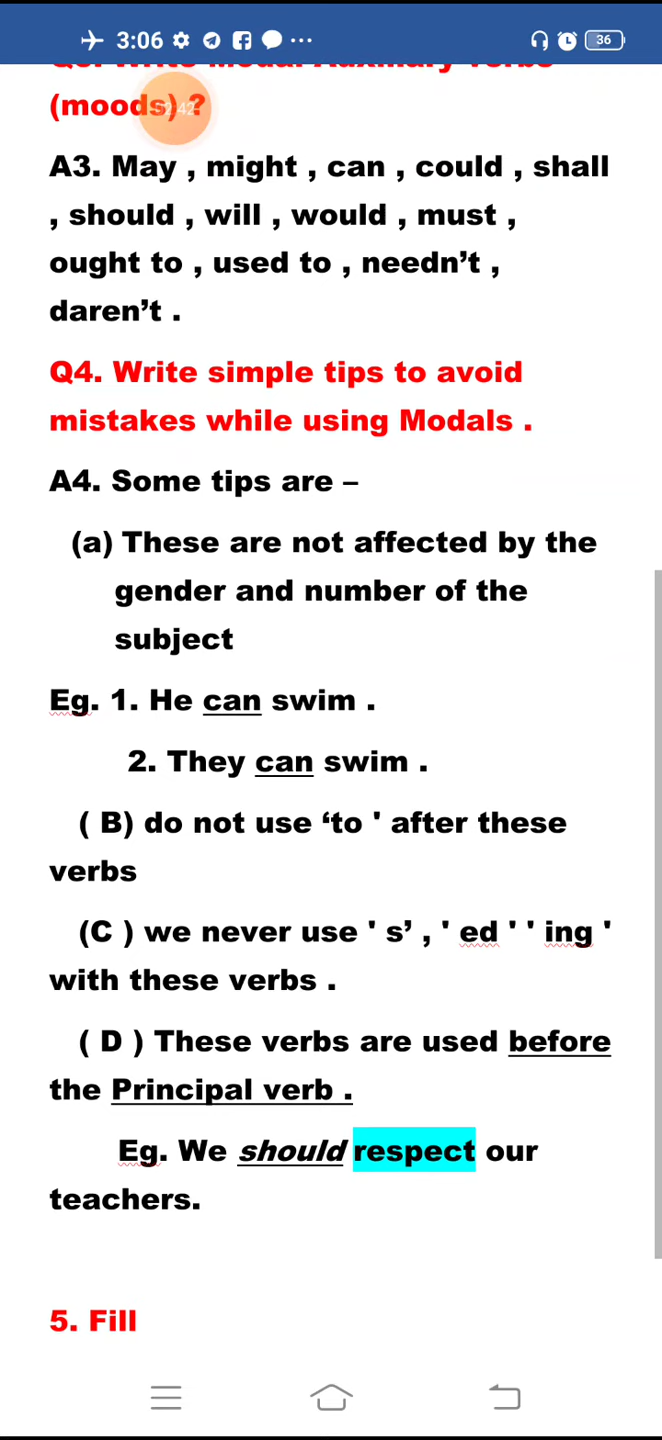 3:06
36
(moods) ?
02:42
A3. May , might , can , could , shall
, should , will , would , must ,
ought to , used to , needn’t ,
daren’t .
Q4. Write simple tips to avoid
mistakes while using Modals .
A4. Some tips are –
(a) These are not affected by the
gender and number of the
subject
Eg. 1. He can swim .
2. They can swim .
( B) do not use ‘to ' after these
verbs
(C ) we never use ' s’ , ' ed ' ' ing '
with these verbs .
( D ) These verbs are used before
the Principal verb .
Eg. We should respect our
teachers.
5. Fill